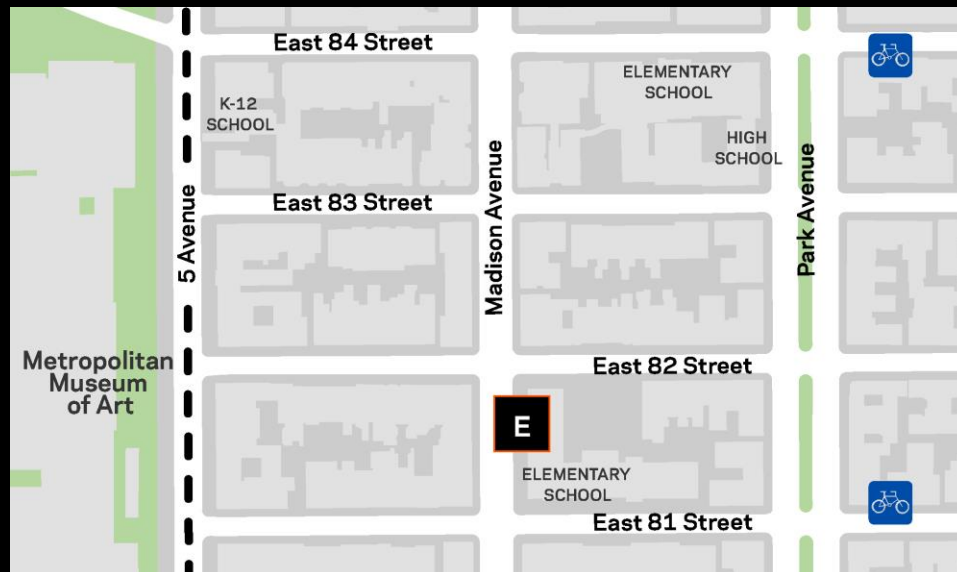 East 84 Street
K-12
SCHOOL
ELEMENTARY
SCHOOL
HIGH
SCHOOL
East 83 Street
5 Avenue
Madison Avenue
Park Avenue
Metropolitan
Museum
of Art
East 82 Street
E
ELEMENTARY
SCHOOL
East 81 Street